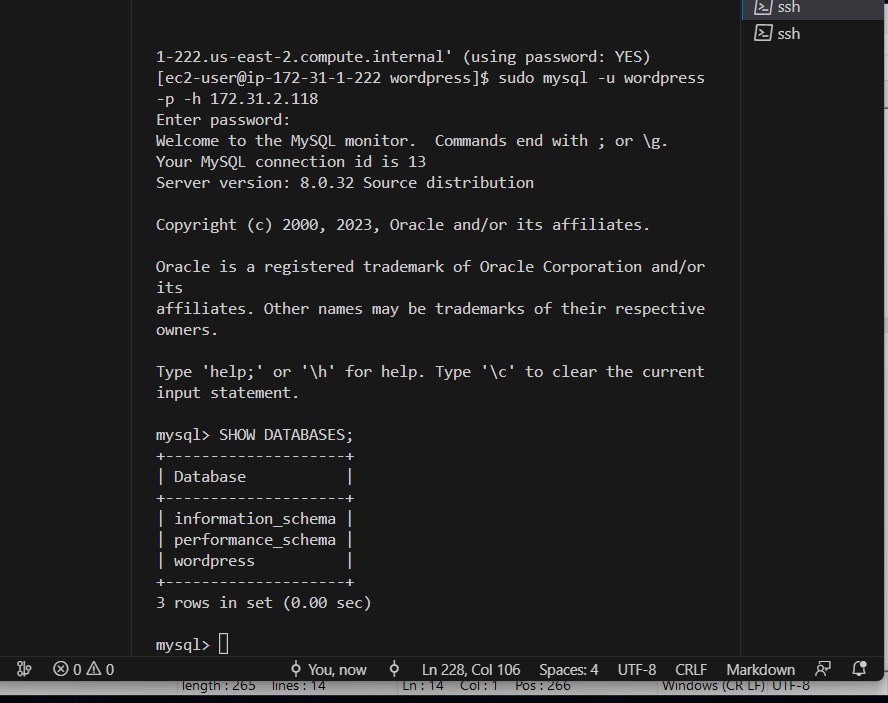 ssh
ssh
1-222.us-east-2.compute.internal' (using password: YES)
[ec2-user@ip-172-31-1-222 wordpress]$ sudo mysql -u wordpress
-p -h 172.31.2.118
Enter password:
Welcome to the MySQL monitor.  Commands end with ; or \g.
Your MySQL connection id is 13
Server version: 8.0.32 Source distribution
Copyright (c) 2000, 2023, Oracle and/or its affiliates.
Oracle is a registered trademark of Oracle Corporation and/or
its
affiliates. Other names may be trademarks of their respective
owners.
Type 'help;' or '\h' for help. Type '\c' to clear the current
input statement.
mysql> SHOW DATABASES;
+--------------------+
| Database           |
+--------------------+
| information_schema |
| performance_schema |
| wordpress          |
+--------------------+
3 rows in set (0.00 sec)
mysql>
0 0 You, now Ln 228, Col 106 Spaces: 4 UTF-8 CRLF Markdown
length : 265 lines : 14 Ln : 14 Col : 1 Pos : 266 Windows (CR LF) UTF-8